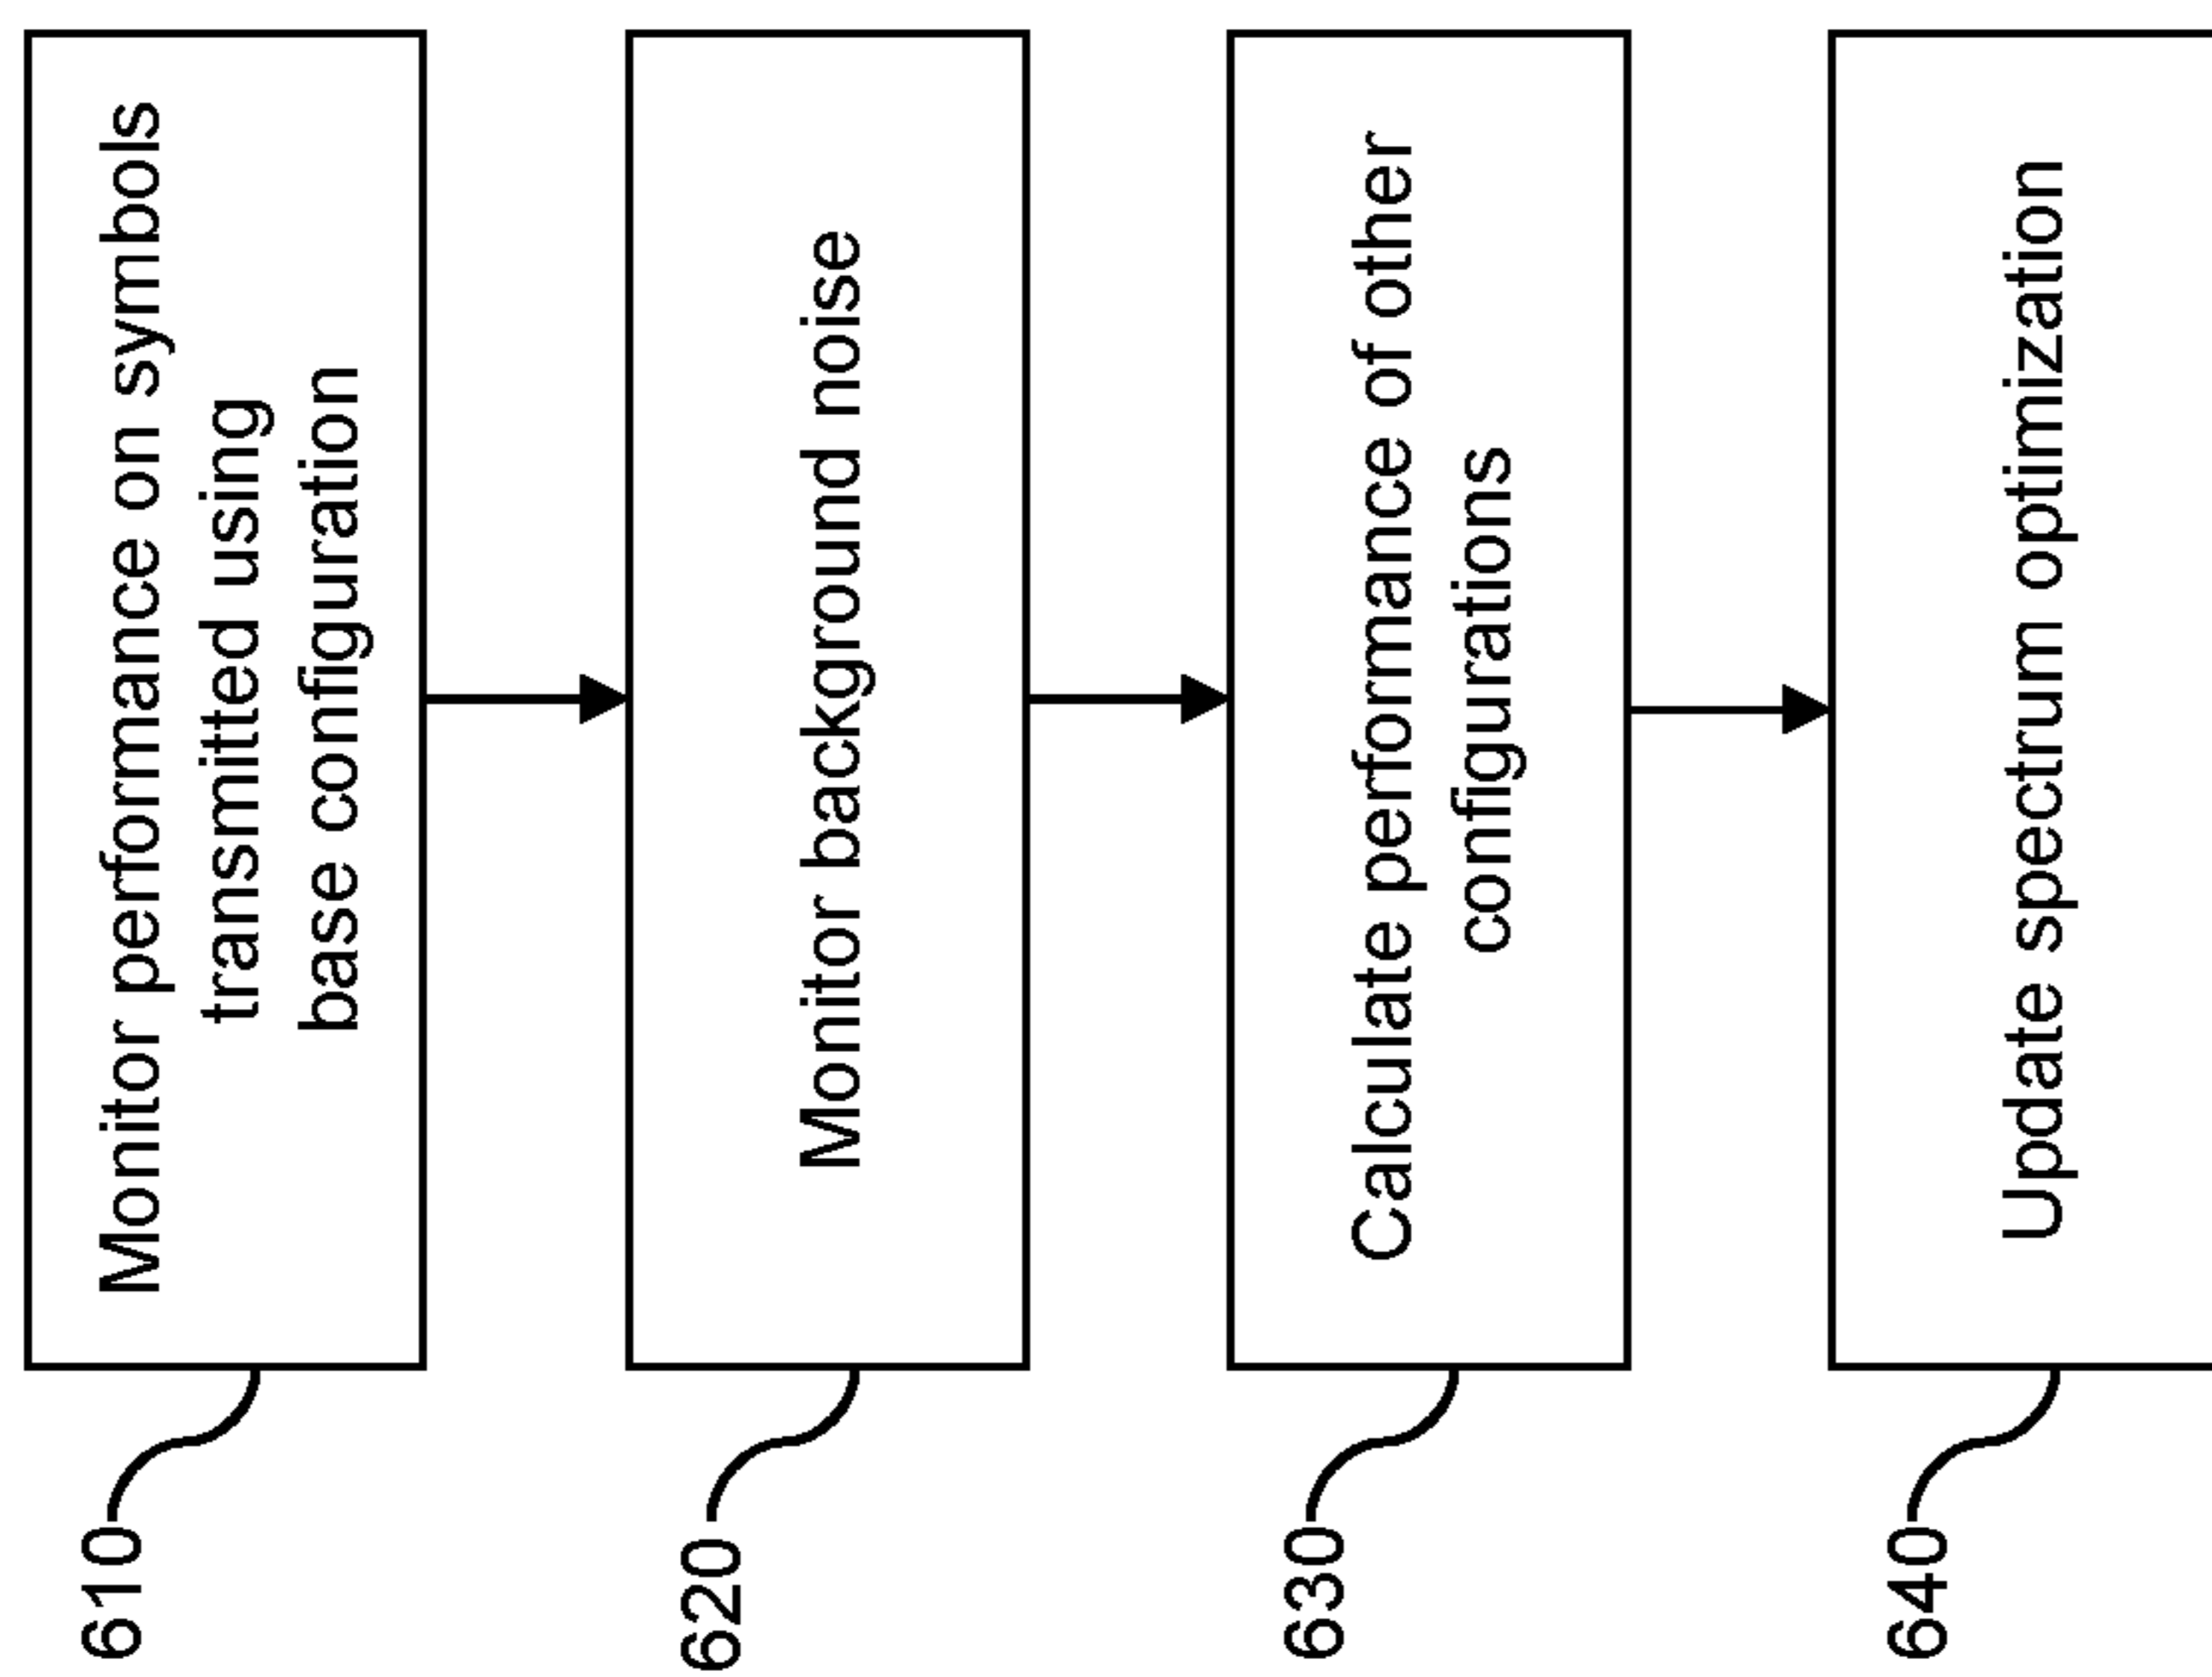 610
Monitor performance on symbols
transmitted using
base configuration
620
Monitor background noise
630
Calculate performance of other
configurations
640
Update spectrum optimization